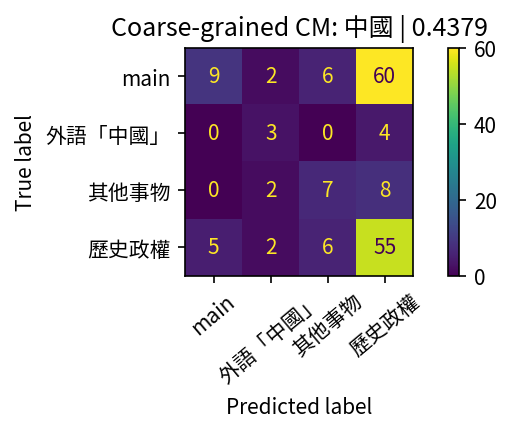 Coarse-grained CM: 中國 | 0.4379
True label
main 9 2 6 60
外語「中國」 0 3 0 4
其他事物 0 2 7 8
歷史政權 5 2 6 55
main 外語「中國」 其他事物 歷史政權
Predicted label
60
40
20
0